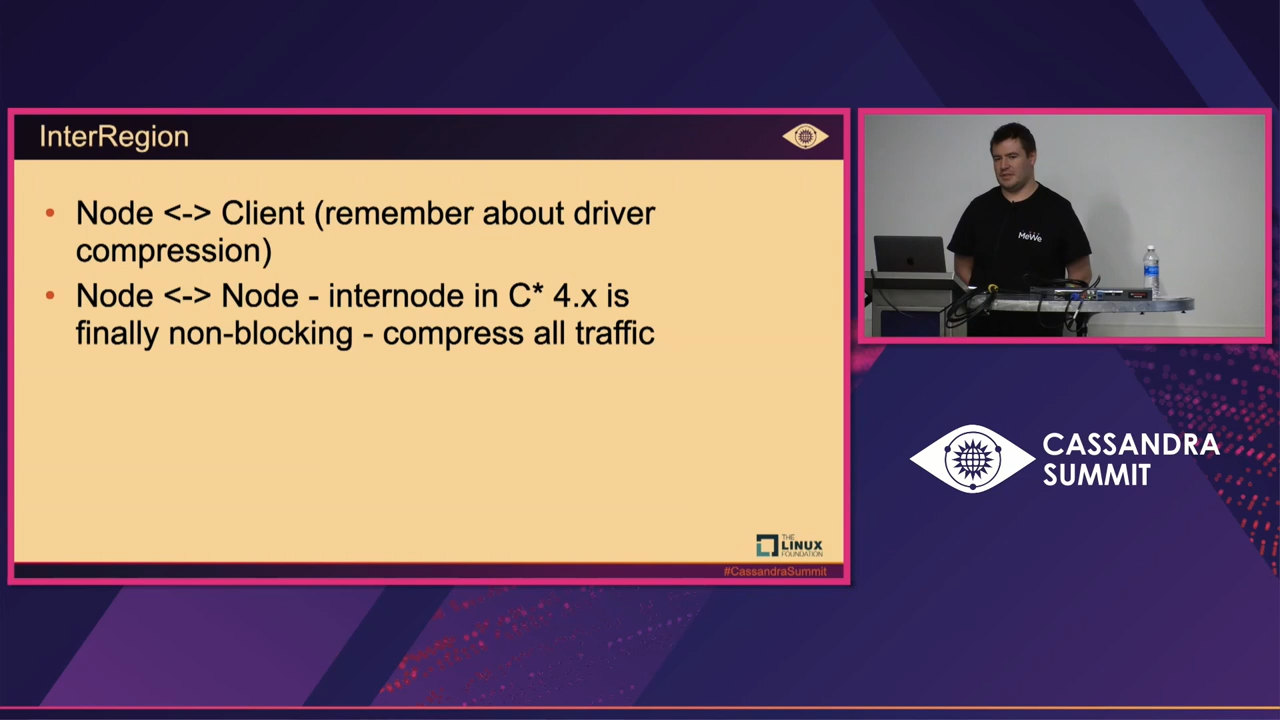 InterRegion
• Node <-> Client (remember about driver
compression)
• Node <-> Node - internode in C* 4.x is
finally non-blocking - compress all traffic
THE
LINUX
FOUNDATION
#CassandraSummit
MeWe
CASSANDRA
SUMMIT